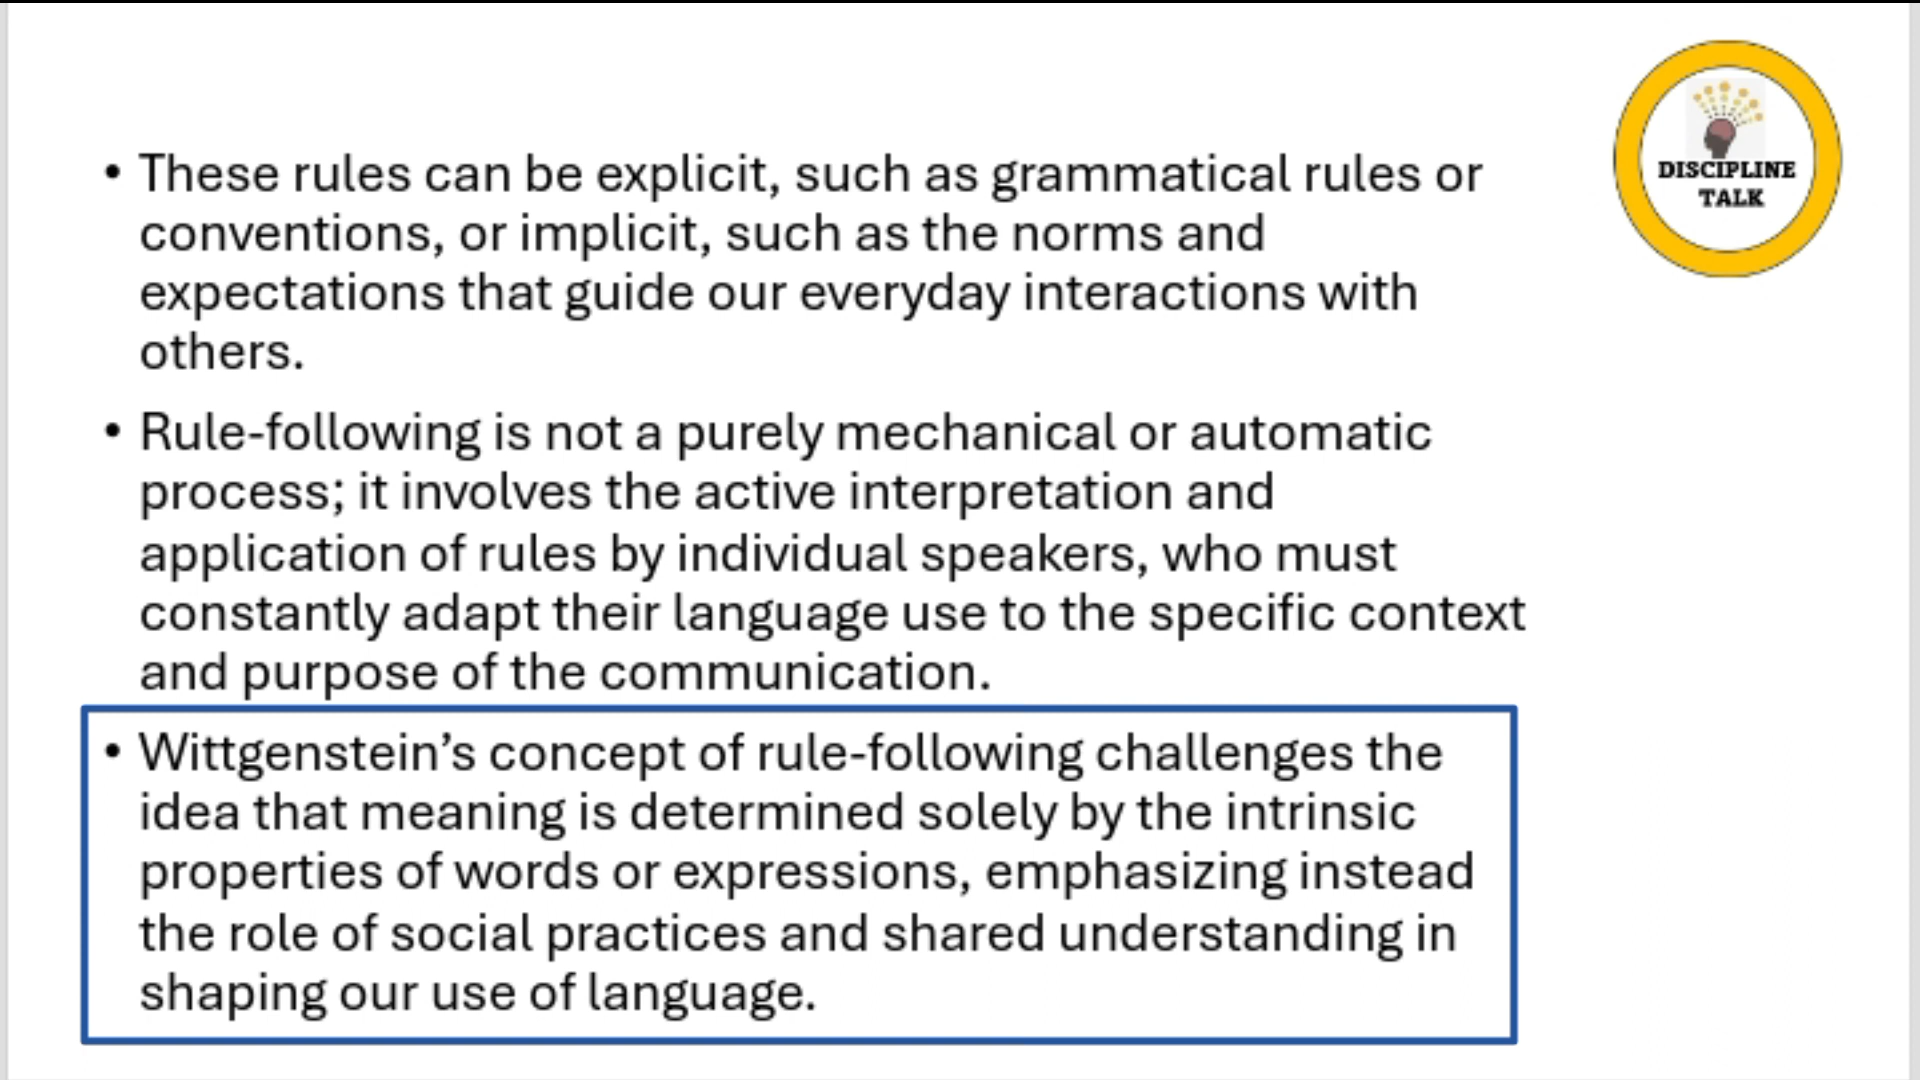 DISCIPLINE
TALK
• These rules can be explicit, such as grammatical rules or
conventions, or implicit, such as the norms and
expectations that guide our everyday interactions with
others.
• Rule-following is not a purely mechanical or automatic
process; it involves the active interpretation and
application of rules by individual speakers, who must
constantly adapt their language use to the specific context
and purpose of the communication.
• Wittgenstein’s concept of rule-following challenges the
idea that meaning is determined solely by the intrinsic
properties of words or expressions, emphasizing instead
the role of social practices and shared understanding in
shaping our use of language.